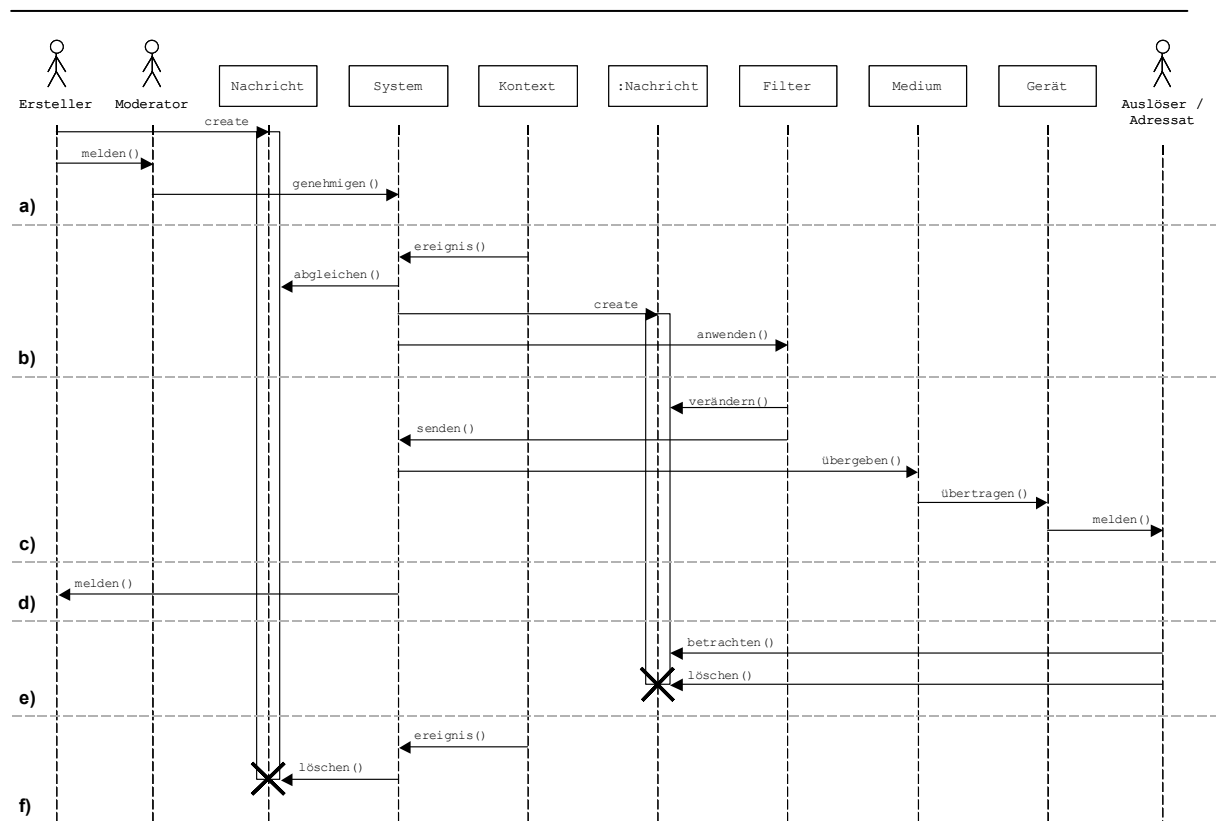 Ersteller
Moderator
Nachricht
System
Kontext
:Nachricht
Filter
Medium
Gerät
Auslöser /
Adressat
create
melden()
genehmigen()
a)
ereignis()
abgleichen()
create
anwenden()
b)
verändern()
senden()
übergeben()
übertragen()
melden()
c)
melden()
d)
betrachten()
löschen()
e)
ereignis()
löschen()
f)